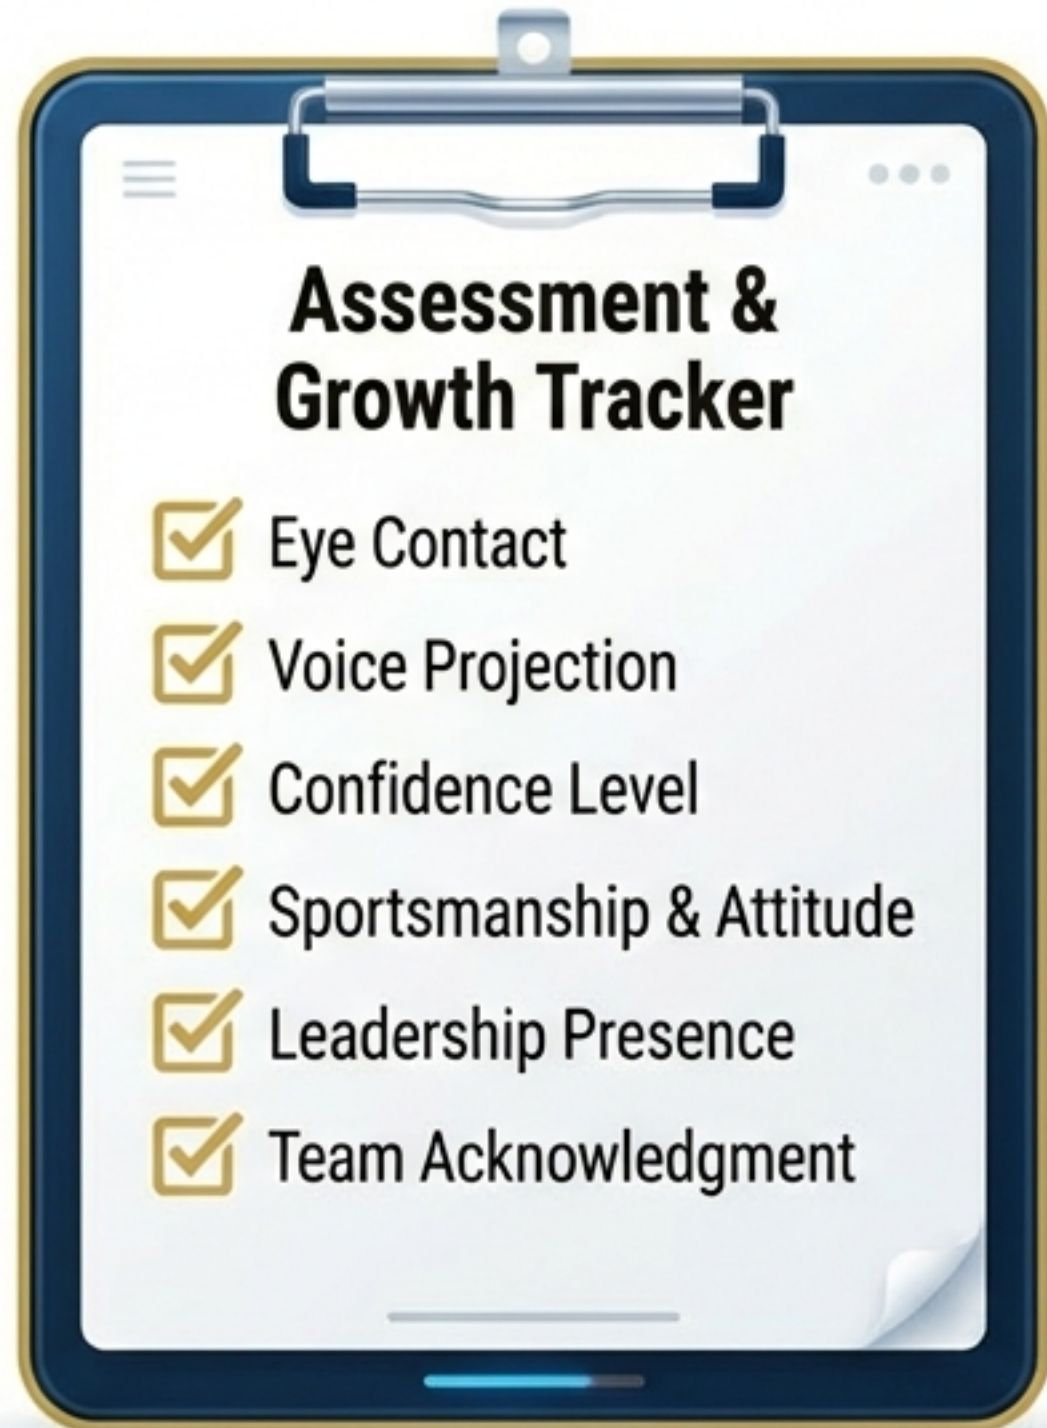 Assessment &
Growth Tracker
Eye Contact
Voice Projection
Confidence Level
Sportsmanship & Attitude
Leadership Presence
Team Acknowledgment